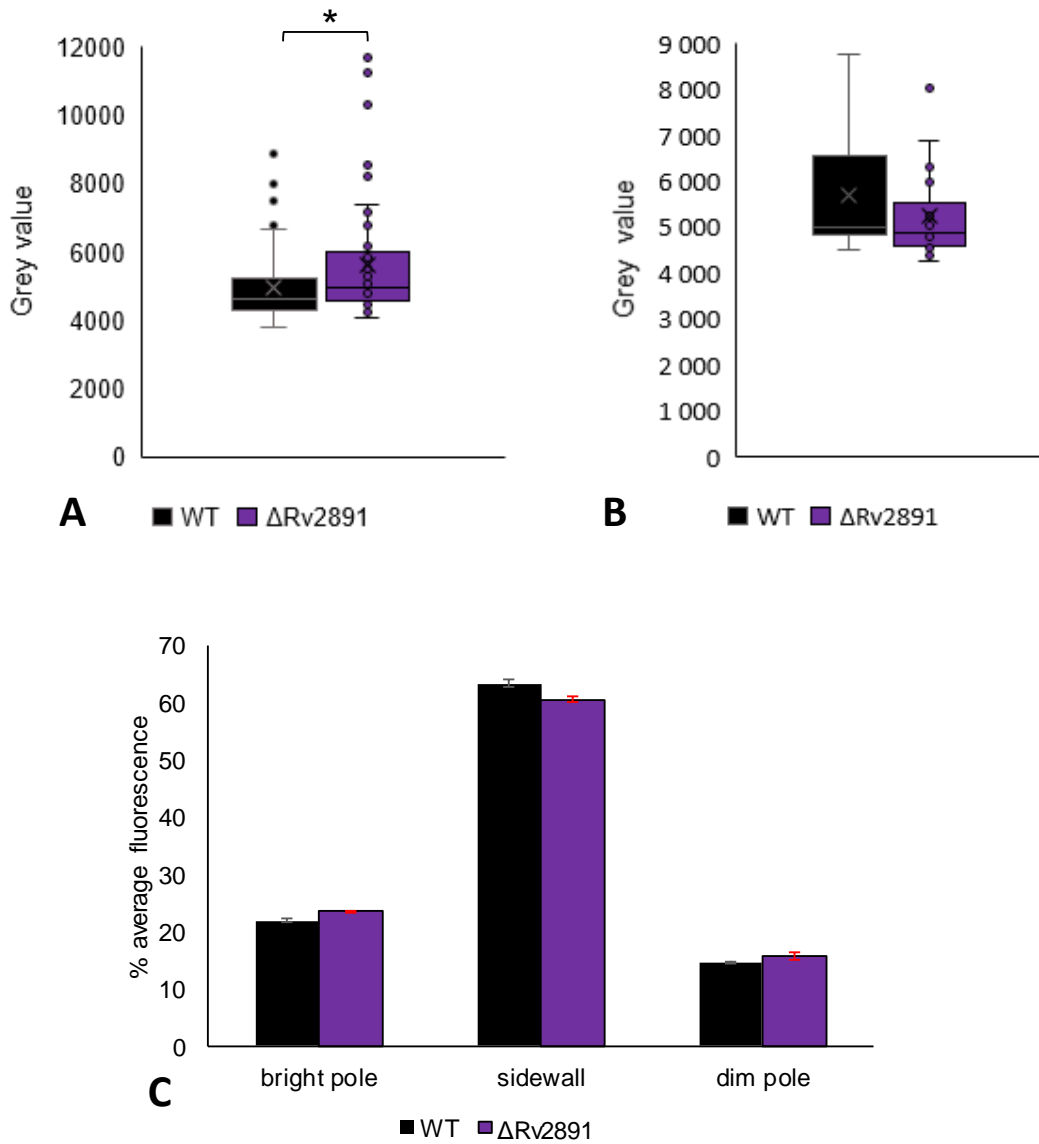 *
12000
10000
8000
6000
4000
2000
0
Grey value
A
WT ΔRv2891
9 000
8 000
7 000
6 000
5 000
4 000
3 000
2 000
1 000
0
Grey value
B
WT ΔRv2891
70
60
50
40
30
20
10
0
% average fluorescence
bright pole sidewall dim pole
C
WT ΔRv2891